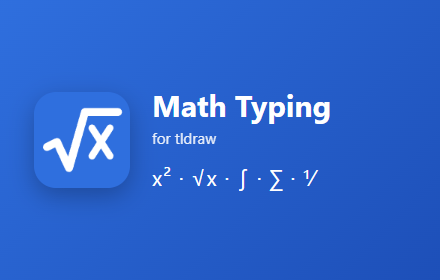 √x
Math Typing
for tldraw
x² · √x · ∫ · ∑ · ⅟